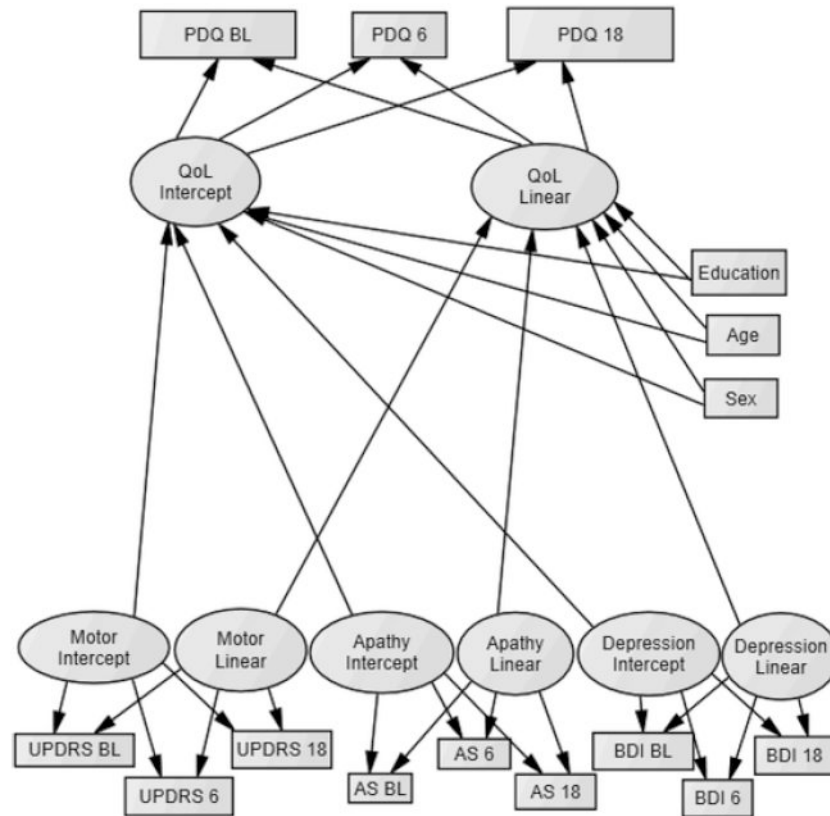 PDQ BL
PDQ 6
PDQ 18
QoL
Intercept
QoL
Linear
Education
Age
Sex
Motor
Intercept
Motor
Linear
Apathy
Intercept
Apathy
Linear
Depression
Intercept
Depression
Linear
UPDRS BL
UPDRS 6
UPDRS 18
AS BL
AS 6
AS 18
BDI BL
BDI 6
BDI 18